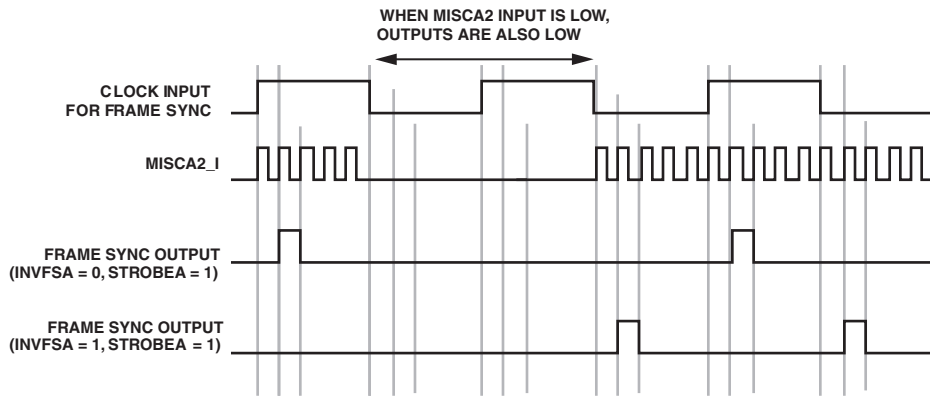 WHEN MISCA2 INPUT IS LOW,
OUTPUTS ARE ALSO LOW
CLOCK INPUT
FOR FRAME SYNC
MISCA2_I
FRAME SYNC OUTPUT
(INVFSA = 0, STROBEA = 1)
FRAME SYNC OUTPUT
(INVFSA = 1, STROBEA = 1)